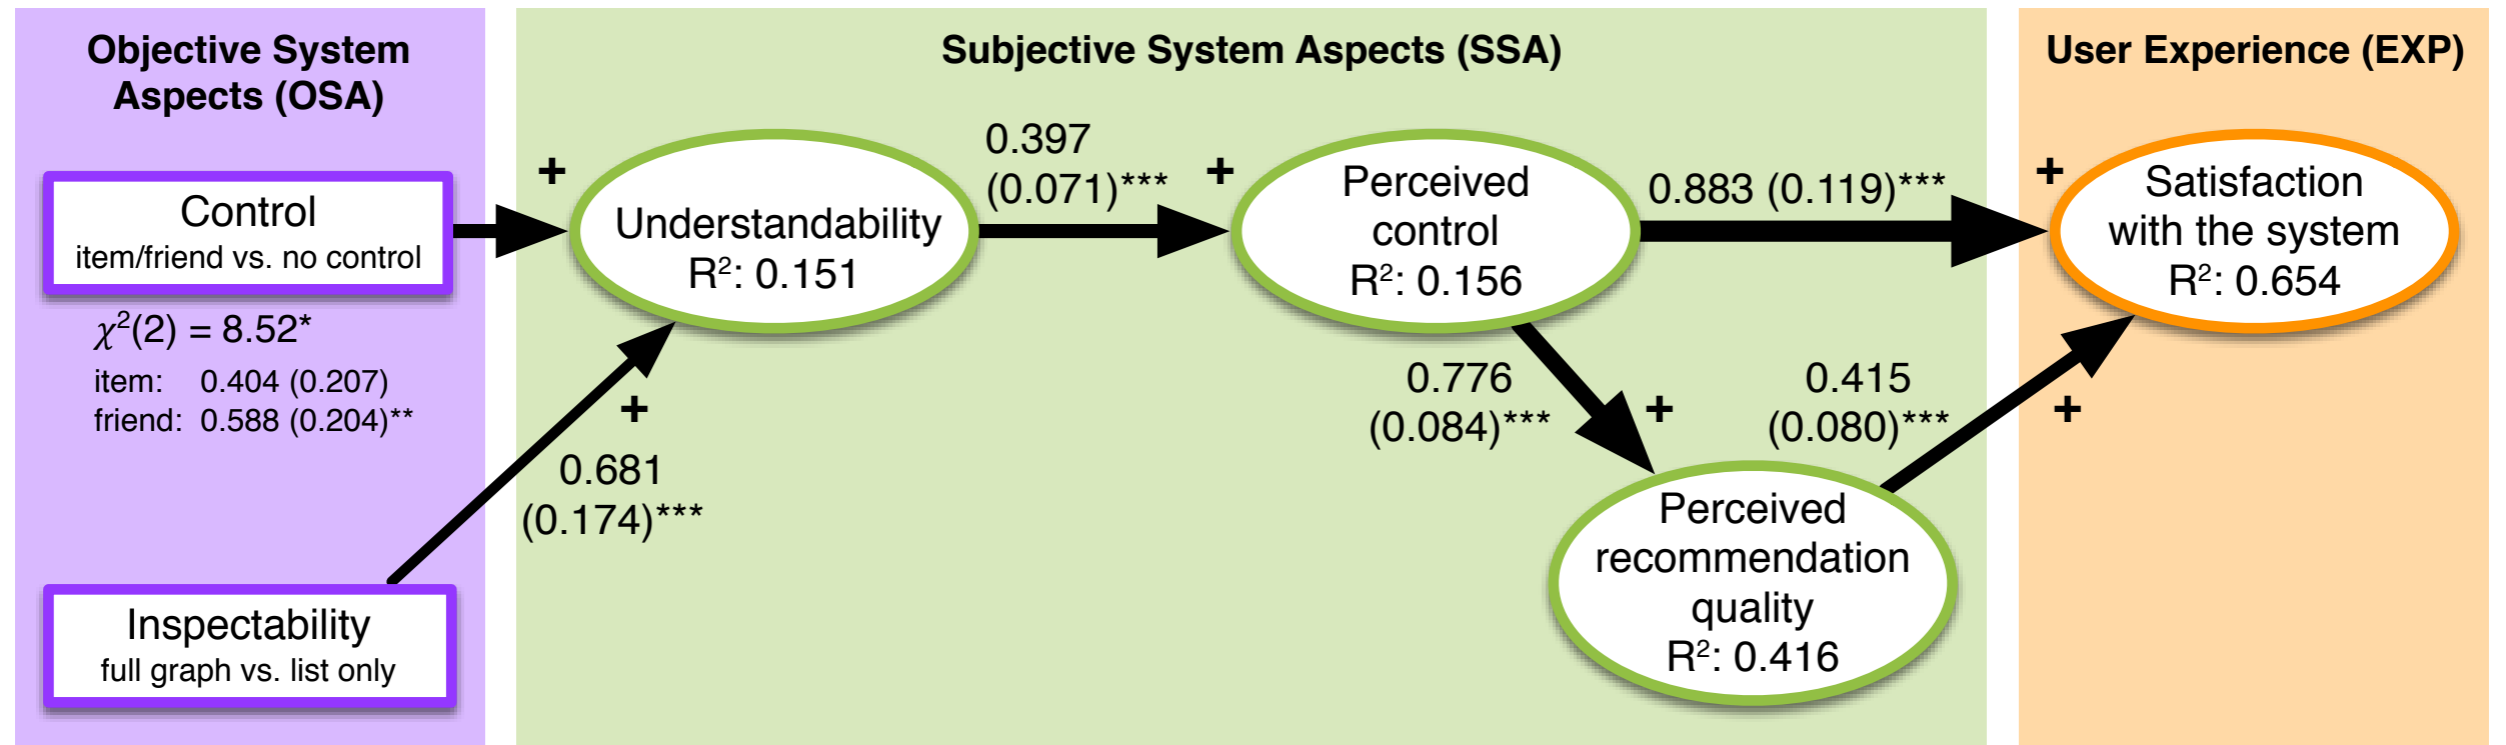 Objective System
Aspects (OSA)
Control
item/friend vs. no control
χ²(2) = 8.52*
item: 0.404 (0.207)
friend: 0.588 (0.204)**
Inspectability
full graph vs. list only
Subjective System Aspects (SSA)
+
Understandability
R²: 0.151
+
0.681
(0.174)***
0.397
(0.071)***
+
Perceived
control
R²: 0.156
0.883 (0.119)***
0.776
(0.084)***
+
0.415
(0.080)***
Perceived
recommendation
quality
R²: 0.416
User Experience (EXP)
+
Satisfaction
with the system
R²: 0.654
+